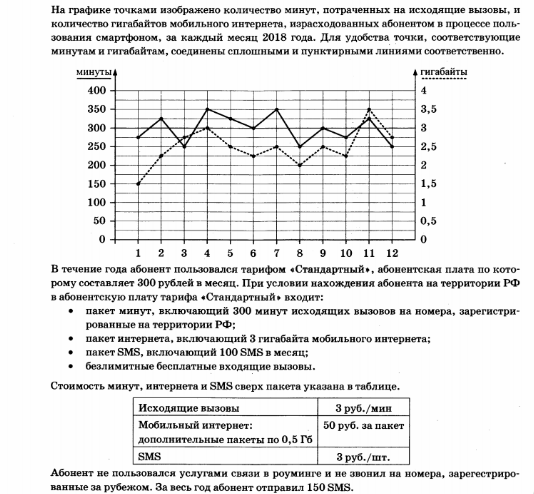 На графике точками изображено количество минут, потраченных на исходящие вызовы, и
количество гигабайтов мобильного интернета, израсходованных абонентом в процессе поль-
зования смартфоном, за каждый месяц 2018 года. Для удобства точки, соответствующие
минутам и гигабайтам, соединены сплошными и пунктирными линиями соответственно.
минуты гигабайты
400 4
350 3,5
300 3
250 2,5
200 2
150 1,5
100 1
50 0,5
0 0
1 2 3 4 5 6 7 8 9 10 11 12
В течение года абонент пользовался тарифом «Стандартный», абонентская плата по кото-
рому составляет 300 рублей в месяц. При условии нахождения абонента на территории РФ
в абонентскую плату тарифа «Стандартный» входит:
• пакет минут, включающий 300 минут исходящих вызовов на номера, зарегистри-
рованные на территории РФ;
• пакет интернета, включающий 3 гигабайта мобильного интернета;
• пакет SMS, включающий 100 SMS в месяц;
• безлимитные бесплатные входящие вызовы.
Стоимость минут, интернета и SMS сверх пакета указана в таблице.
Исходящие вызовы 3 руб./мин
Мобильный интернет: 50 руб. за пакет
дополнительные пакеты по 0,5 Гб
SMS 3 руб./шт.
Абонент не пользовался услугами связи в роуминге и не звонил на номера, зарегистриро-
ванные за рубежом. За весь год абонент отправил 150 SMS.